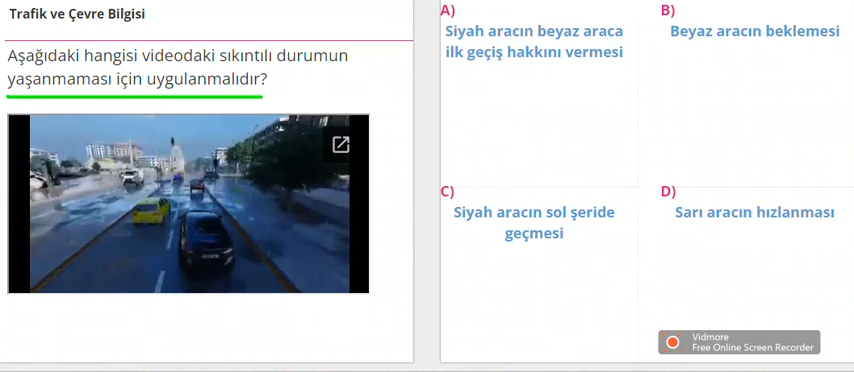 Trafik ve Çevre Bilgisi
Aşağıdaki hangisi videodaki sıkıntılı durumun
yaşanmaması için uygulanmalıdır?
A)
Siyah aracın beyaz araca
ilk geçiş hakkını vermesi
B)
Beyaz aracın beklemesi
C)
Siyah aracın sol şeride
geçmesi
D)
Sarı aracın hızlanması
Vidmore
Free Online Screen Recorder